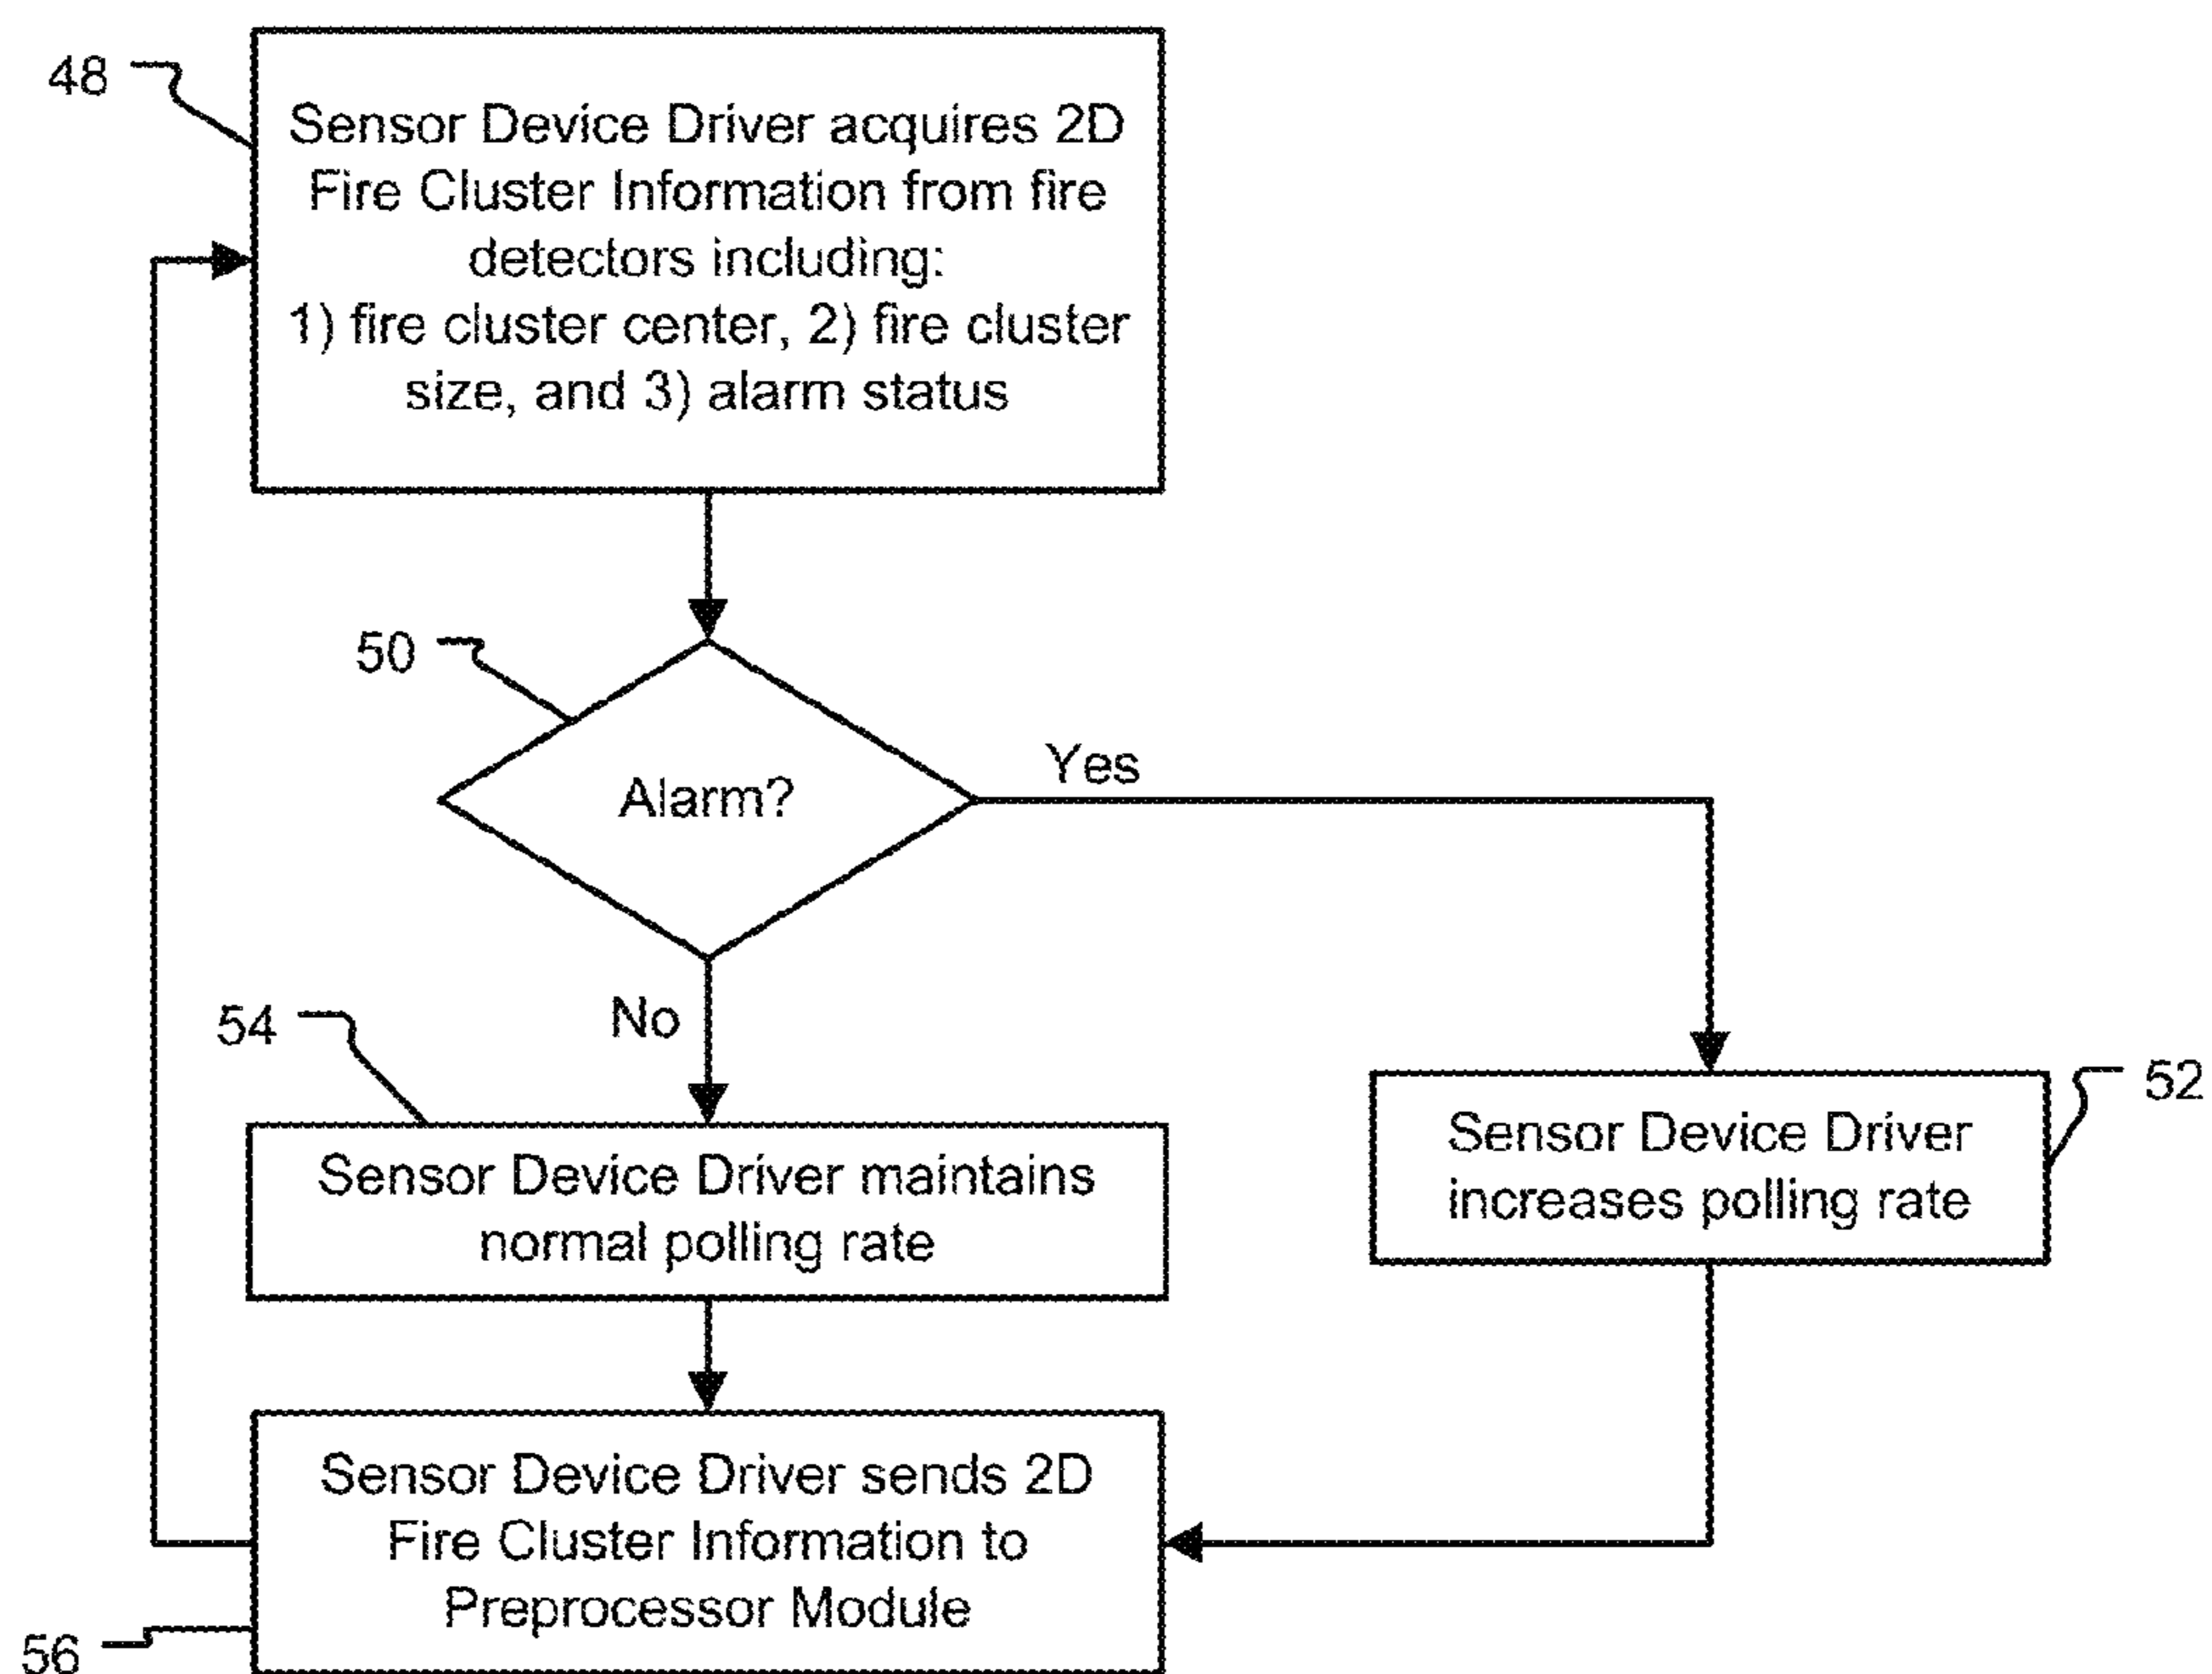 48
Sensor Device Driver acquires 2D
Fire Cluster Information from fire
detectors including:
1) fire cluster center, 2) fire cluster
size, and 3) alarm status
50
Alarm?
Yes
No
54
Sensor Device Driver maintains
normal polling rate
52
Sensor Device Driver
increases polling rate
Sensor Device Driver sends 2D
Fire Cluster Information to
Preprocessor Module
56